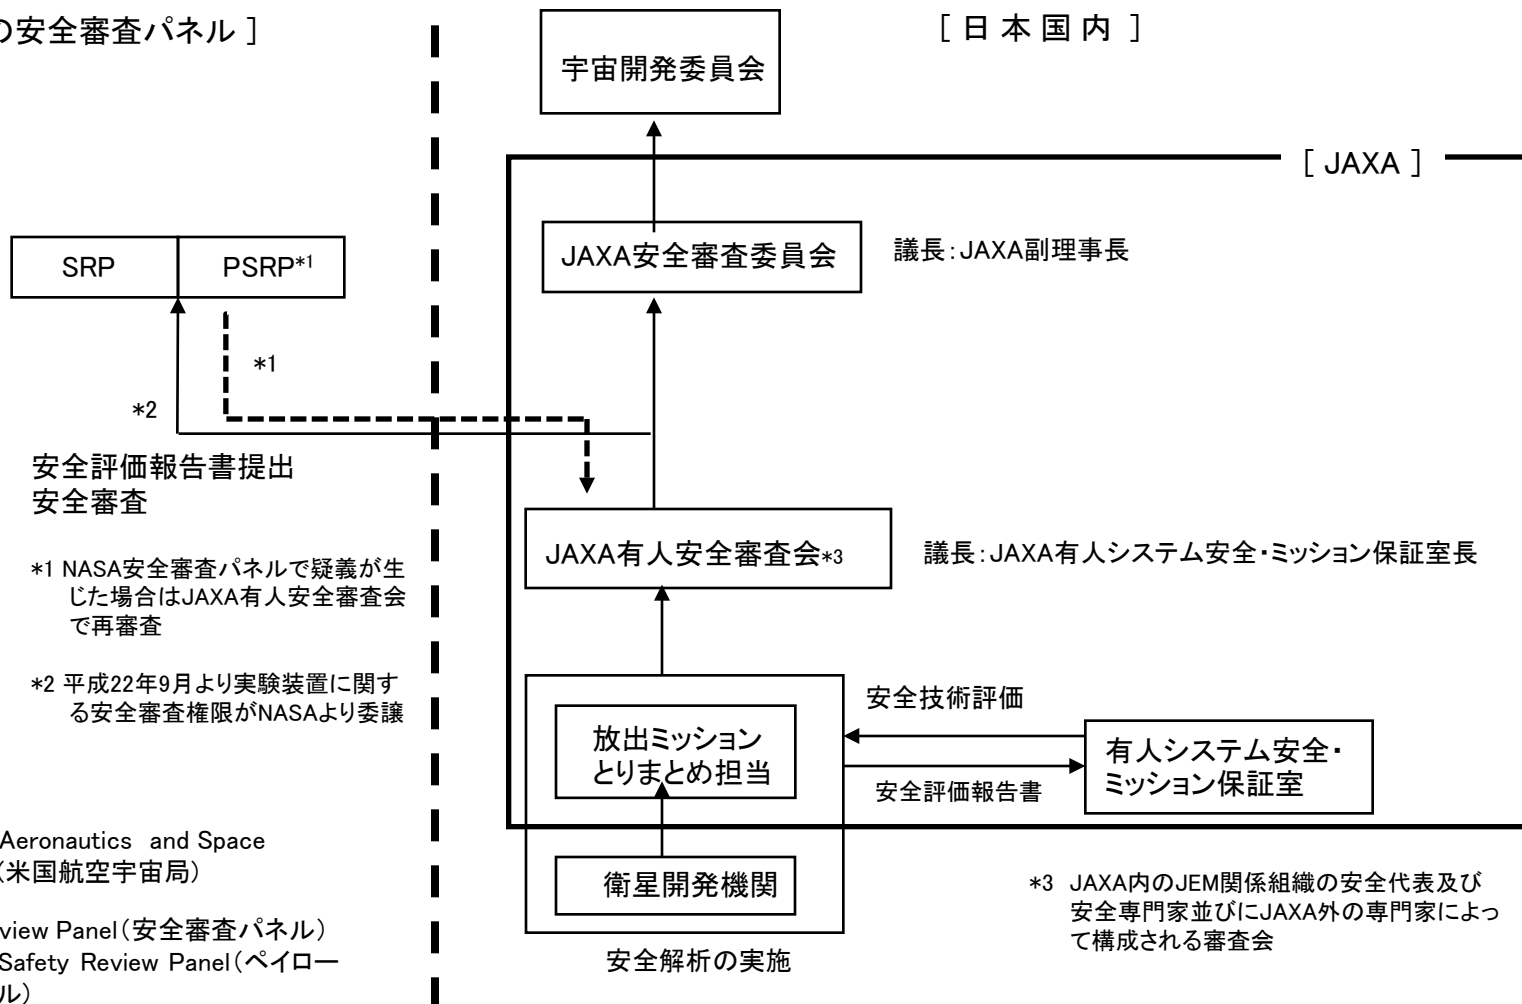 の安全審査パネル ]
[ 日 本 国 内 ]
宇宙開発委員会
[ JAXA ]
JAXA安全審査委員会
議長：JAXA副理事長
SRP
PSRP*1
*1
*2
安全評価報告書提出
安全審査
JAXA有人安全審査会*3
議長：JAXA有人システム安全・ミッション保証室長
*1 NASA安全審査パネルで疑義が生
じた場合はJAXA有人安全審査会
で再審査
*2 平成22年9月より実験装置に関す
る安全審査権限がNASAより委譲
放出ミッション
とりまとめ担当
安全技術評価
安全評価報告書
有人システム安全・
ミッション保証室
衛星開発機関
安全解析の実施
*3 JAXA内のJEM関係組織の安全代表及び
安全専門家並びにJAXA外の専門家によっ
て構成される審査会
Aeronautics and Space
（米国航空宇宙局）
view Panel（安全審査パネル）
Safety Review Panel（ペイロー
ル）